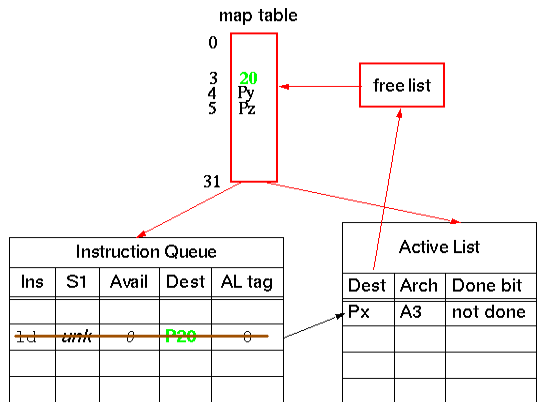 map table
0
3 20
4 Py
5 Pz
free list
31
Instruction Queue
Ins S1 Avail Dest AL tag
ld unk 0 P20 0
Active List
Dest Arch Done bit
Px A3 not done